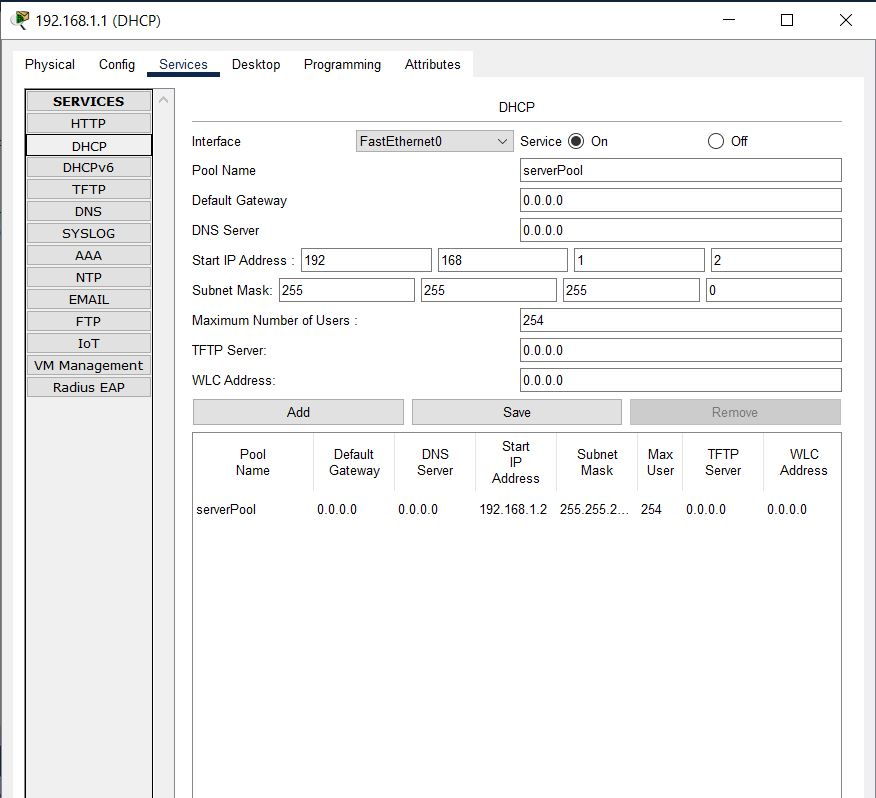 192.168.1.1 (DHCP)
Physical Config Services Desktop Programming Attributes
SERVICES
HTTP
DHCP
DHCPv6
TFTP
DNS
SYSLOG
AAA
NTP
EMAIL
FTP
IoT
VM Management
Radius EAP
DHCP
Interface FastEthernet0 Service On Off
Pool Name serverPool
Default Gateway 0.0.0.0
DNS Server 0.0.0.0
Start IP Address : 192 168 1 2
Subnet Mask: 255 255 255 0
Maximum Number of Users : 254
TFTP Server: 0.0.0.0
WLC Address: 0.0.0.0
Add Save Remove
Pool Name Default Gateway DNS Server Start IP Address Subnet Mask Max User TFTP Server WLC Address
serverPool 0.0.0.0 0.0.0.0 192.168.1.2 255.255.2... 254 0.0.0.0 0.0.0.0